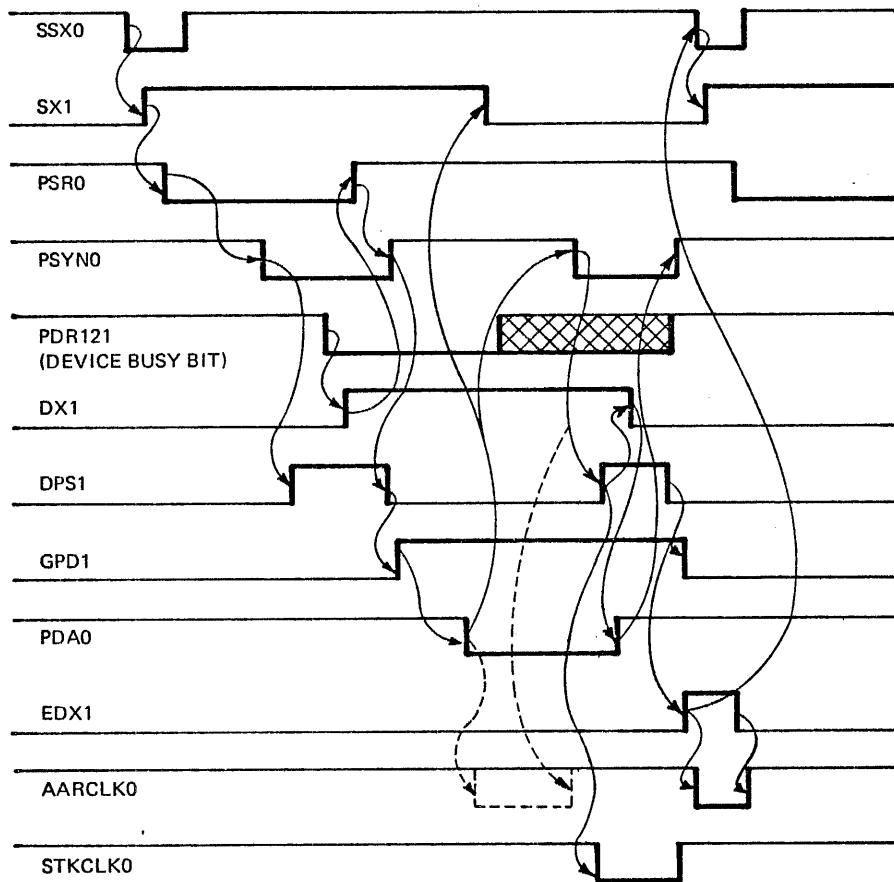 SSX0
SX1
PSR0
PSYN0
PDR121
(DEVICE BUSY BIT)
DX1
DPS1
GPD1
PDA0
EDX1
AARCLK0
STKCLK0